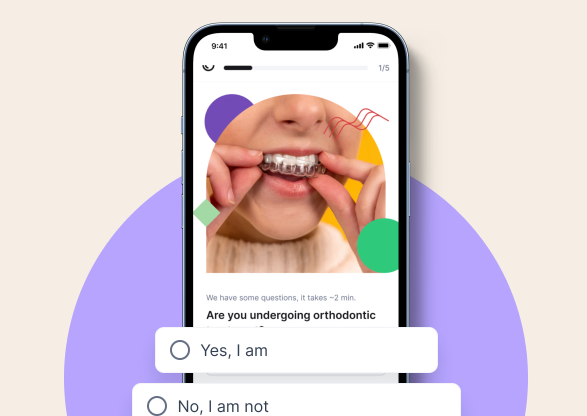 9:41
1/5
We have some questions, it takes ~2 min.
Are you undergoing orthodontic
Yes, I am
No, I am not